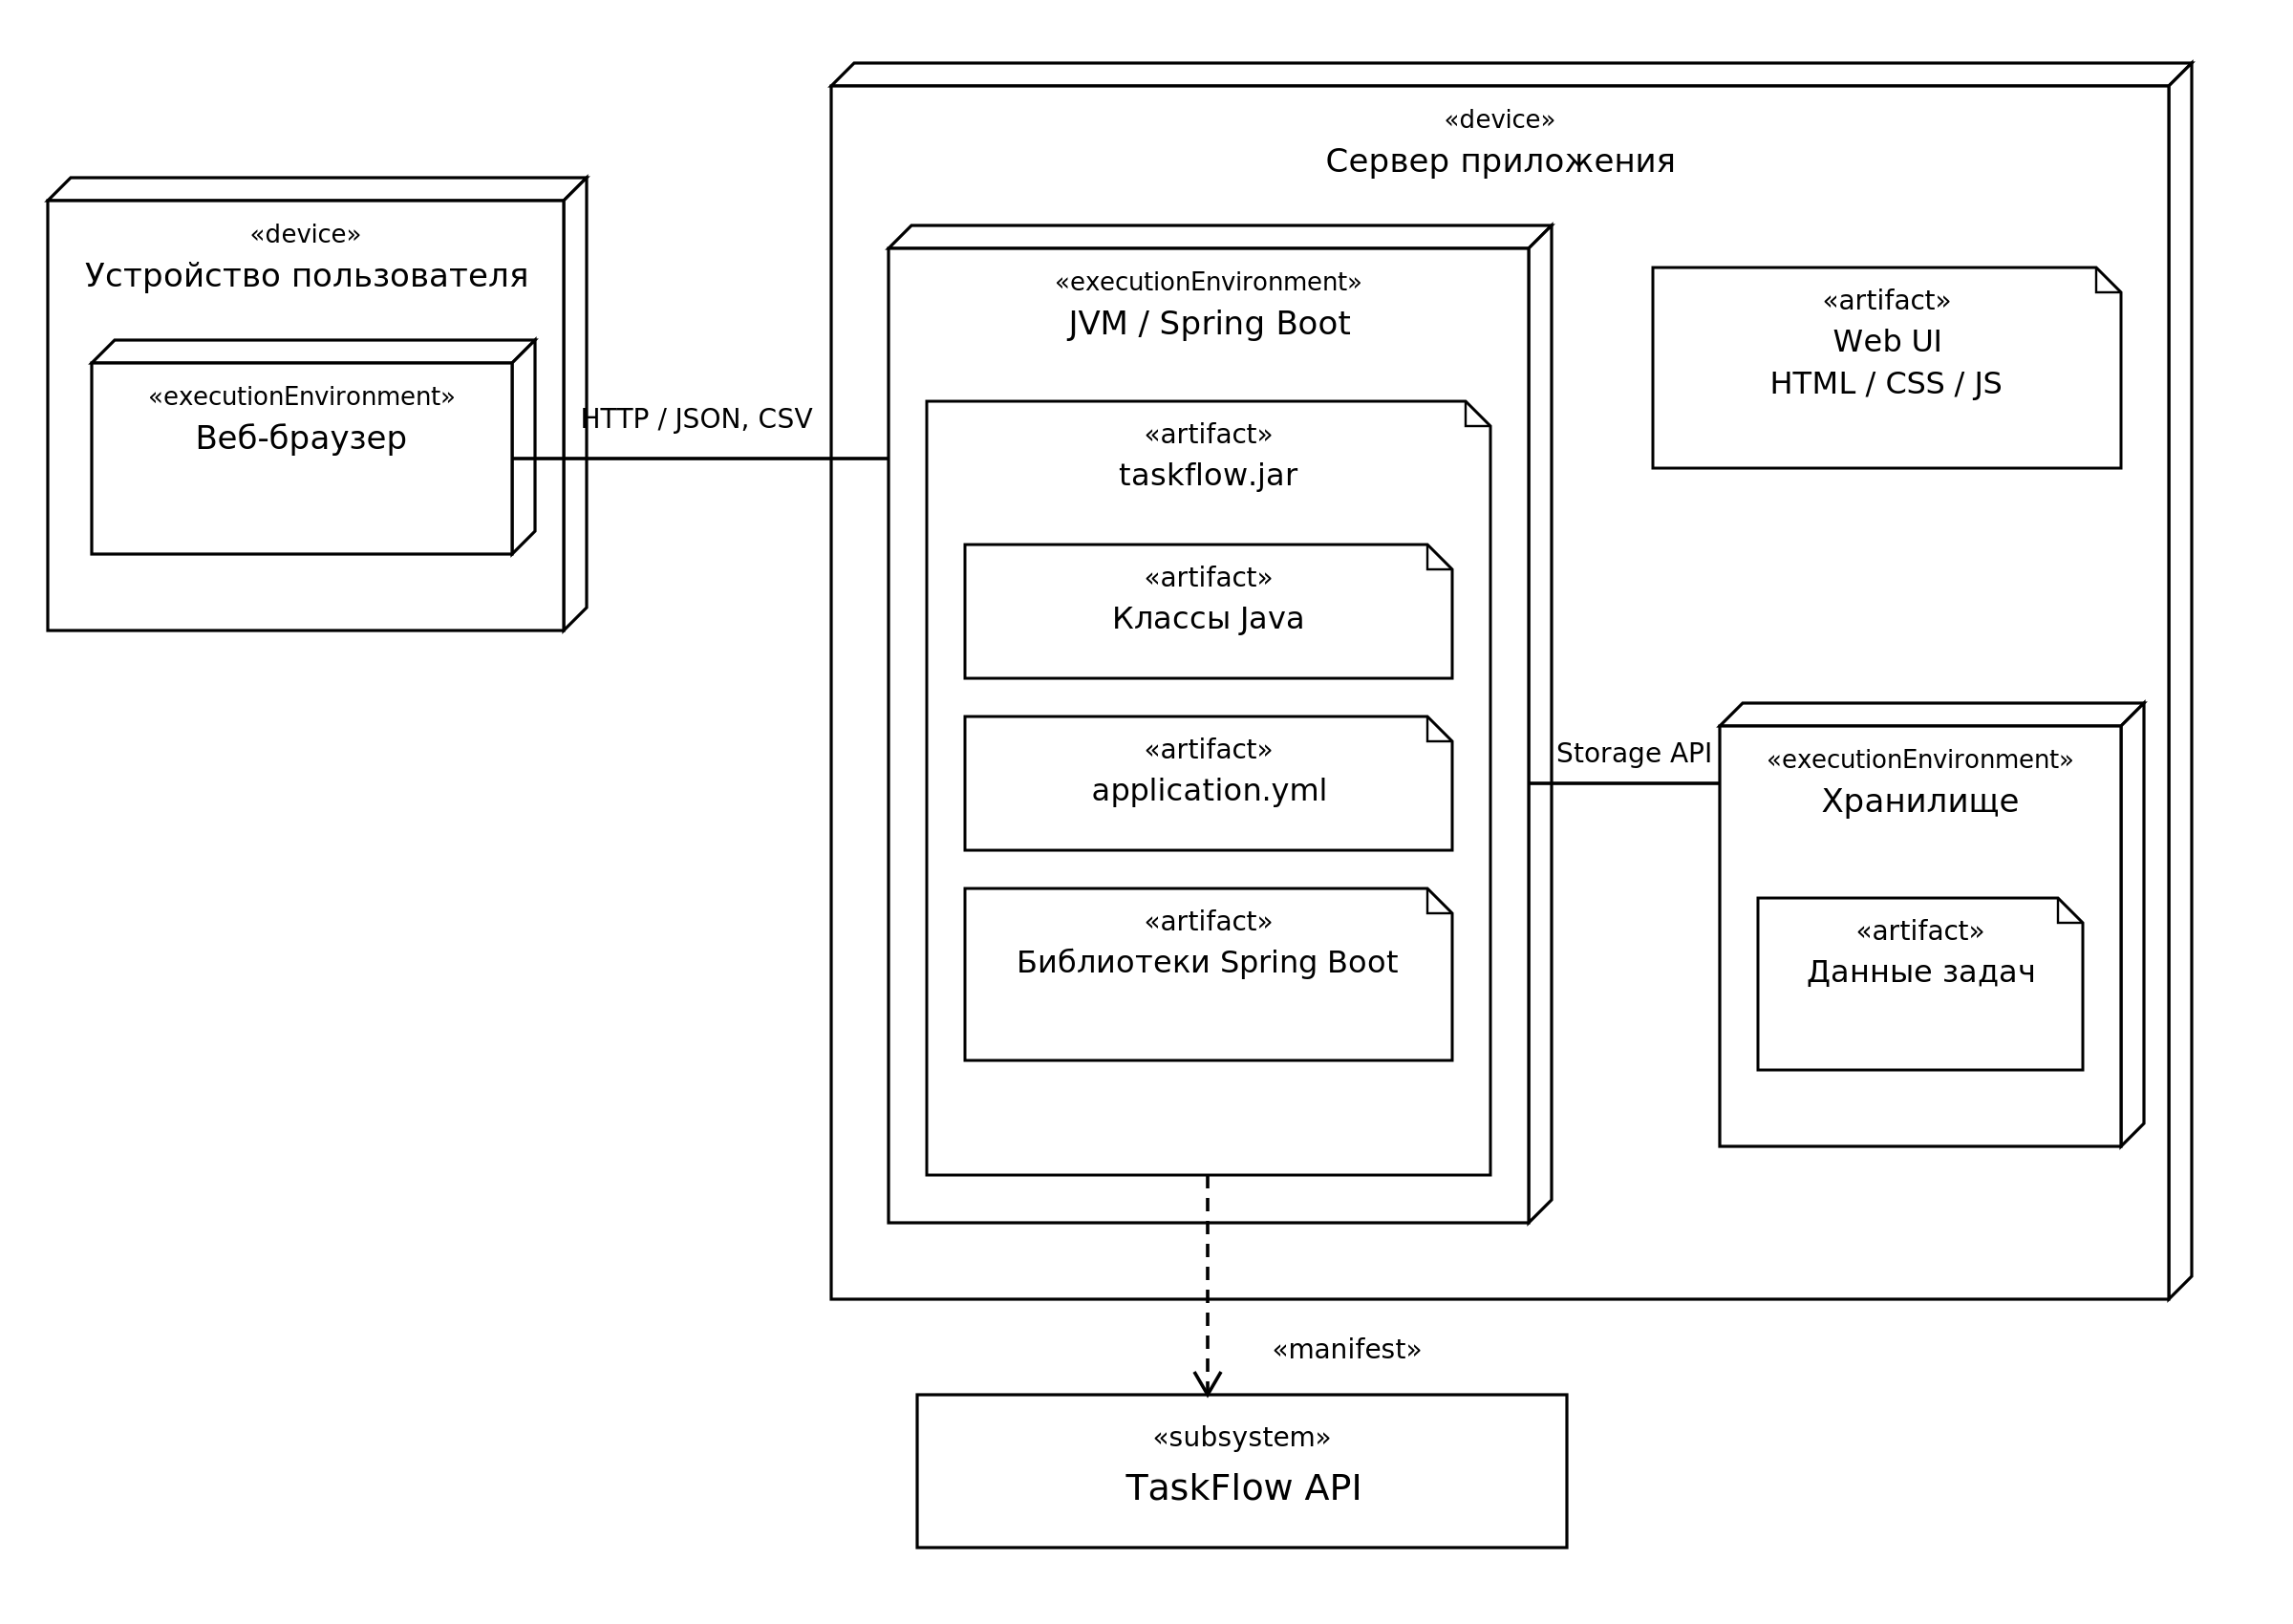 «device»
Сервер приложения
«device»
Устройство пользователя
«executionEnvironment»
Веб-браузер
HTTP / JSON, CSV
«executionEnvironment»
JVM / Spring Boot
«artifact»
taskflow.jar
«artifact»
Классы Java
«artifact»
application.yml
«artifact»
Библиотеки Spring Boot
«artifact»
Web UI
HTML / CSS / JS
Storage API
«executionEnvironment»
Хранилище
«artifact»
Данные задач
«manifest»
«subsystem»
TaskFlow API